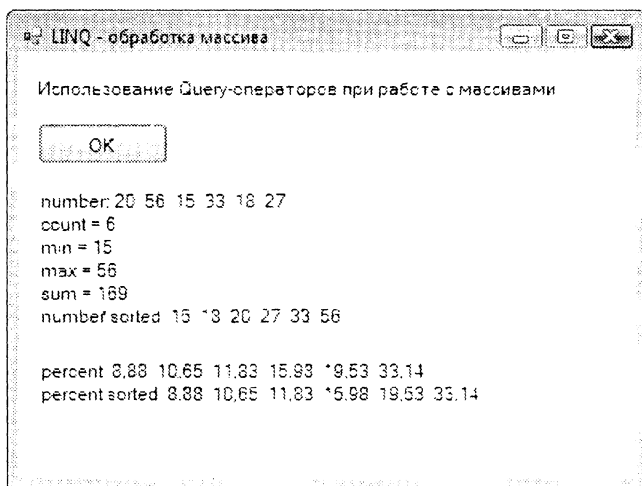 LINQ - обработка массива
Использование Query-операторов при работе с массивами
OK
number: 20 56 15 33 18 27
count = 6
min = 15
max = 56
sum = 169
number sorted 15 18 20 27 33 56
percent 8,88 10,65 11,83 15,98 19,53 33,14
percent sorted 8,88 10,65 11,83 15,98 19,53 33,14